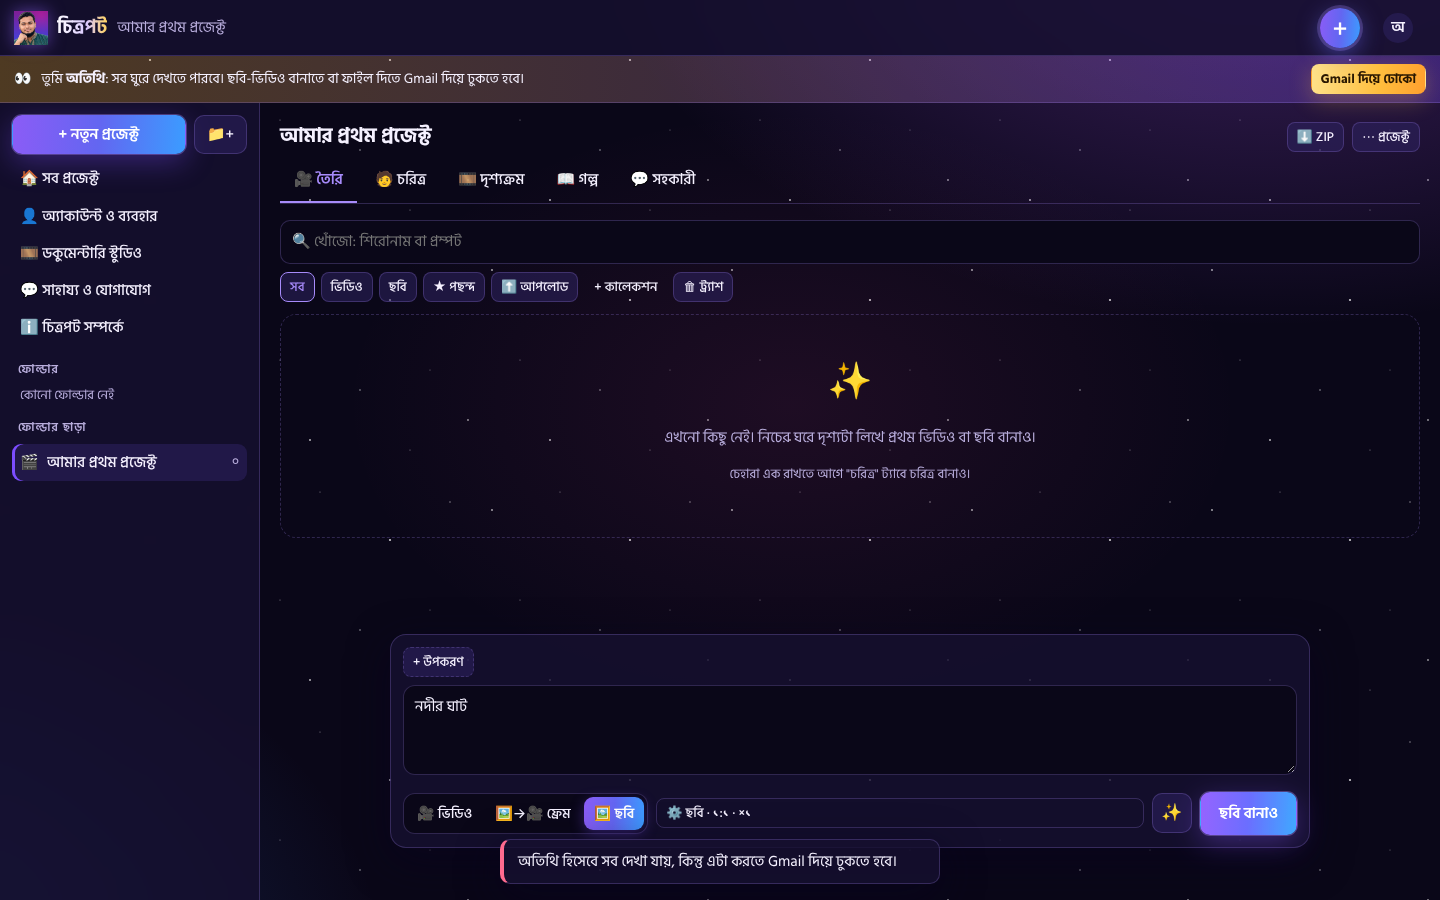 চিত্রপট আমার প্রথম প্রজেক্ট
+
অ
তুমি অতিথি: সব ঘুরে দেখতে পারবে। ছবি-ভিডিও বানাতে বা ফাইল দিতে Gmail দিয়ে ঢুকতে হবে।
Gmail দিয়ে ঢোকো
+ নতুন প্রজেক্ট
+
সব প্রজেক্ট
অ্যাকাউন্ট ও ব্যবহার
ডকুমেন্টারি স্টুডিও
সাহায্য ও যোগাযোগ
চিত্রপট সম্পর্কে
ফোল্ডার
কোনো ফোল্ডার নেই
ফোল্ডার ছাড়া
আমার প্রথম প্রজেক্ট ০
আমার প্রথম প্রজেক্ট
ZIP
⋯ প্রজেক্ট
তৈরি চরিত্র দৃশ্যক্রম গল্প সহকারী
খোঁজো: শিরোনাম বা প্রম্পট
সব ভিডিও ছবি ★ পছন্দ আপলোড + কালেকশন ট্র্যাশ
এখনো কিছু নেই। নিচের ঘরে দৃশ্যটা লিখে প্রথম ভিডিও বা ছবি বানাও।
চেহারা এক রাখতে আগে "চরিত্র" ট্যাবে চরিত্র বানাও।
+ উপকরণ
নদীর ঘাট
ভিডিও → ফ্রেম ছবি ছবি · ১:১ · ×১ ছবি বানাও
অতিথি হিসেবে সব দেখা যায়, কিন্তু এটা করতে Gmail দিয়ে ঢুকতে হবে।